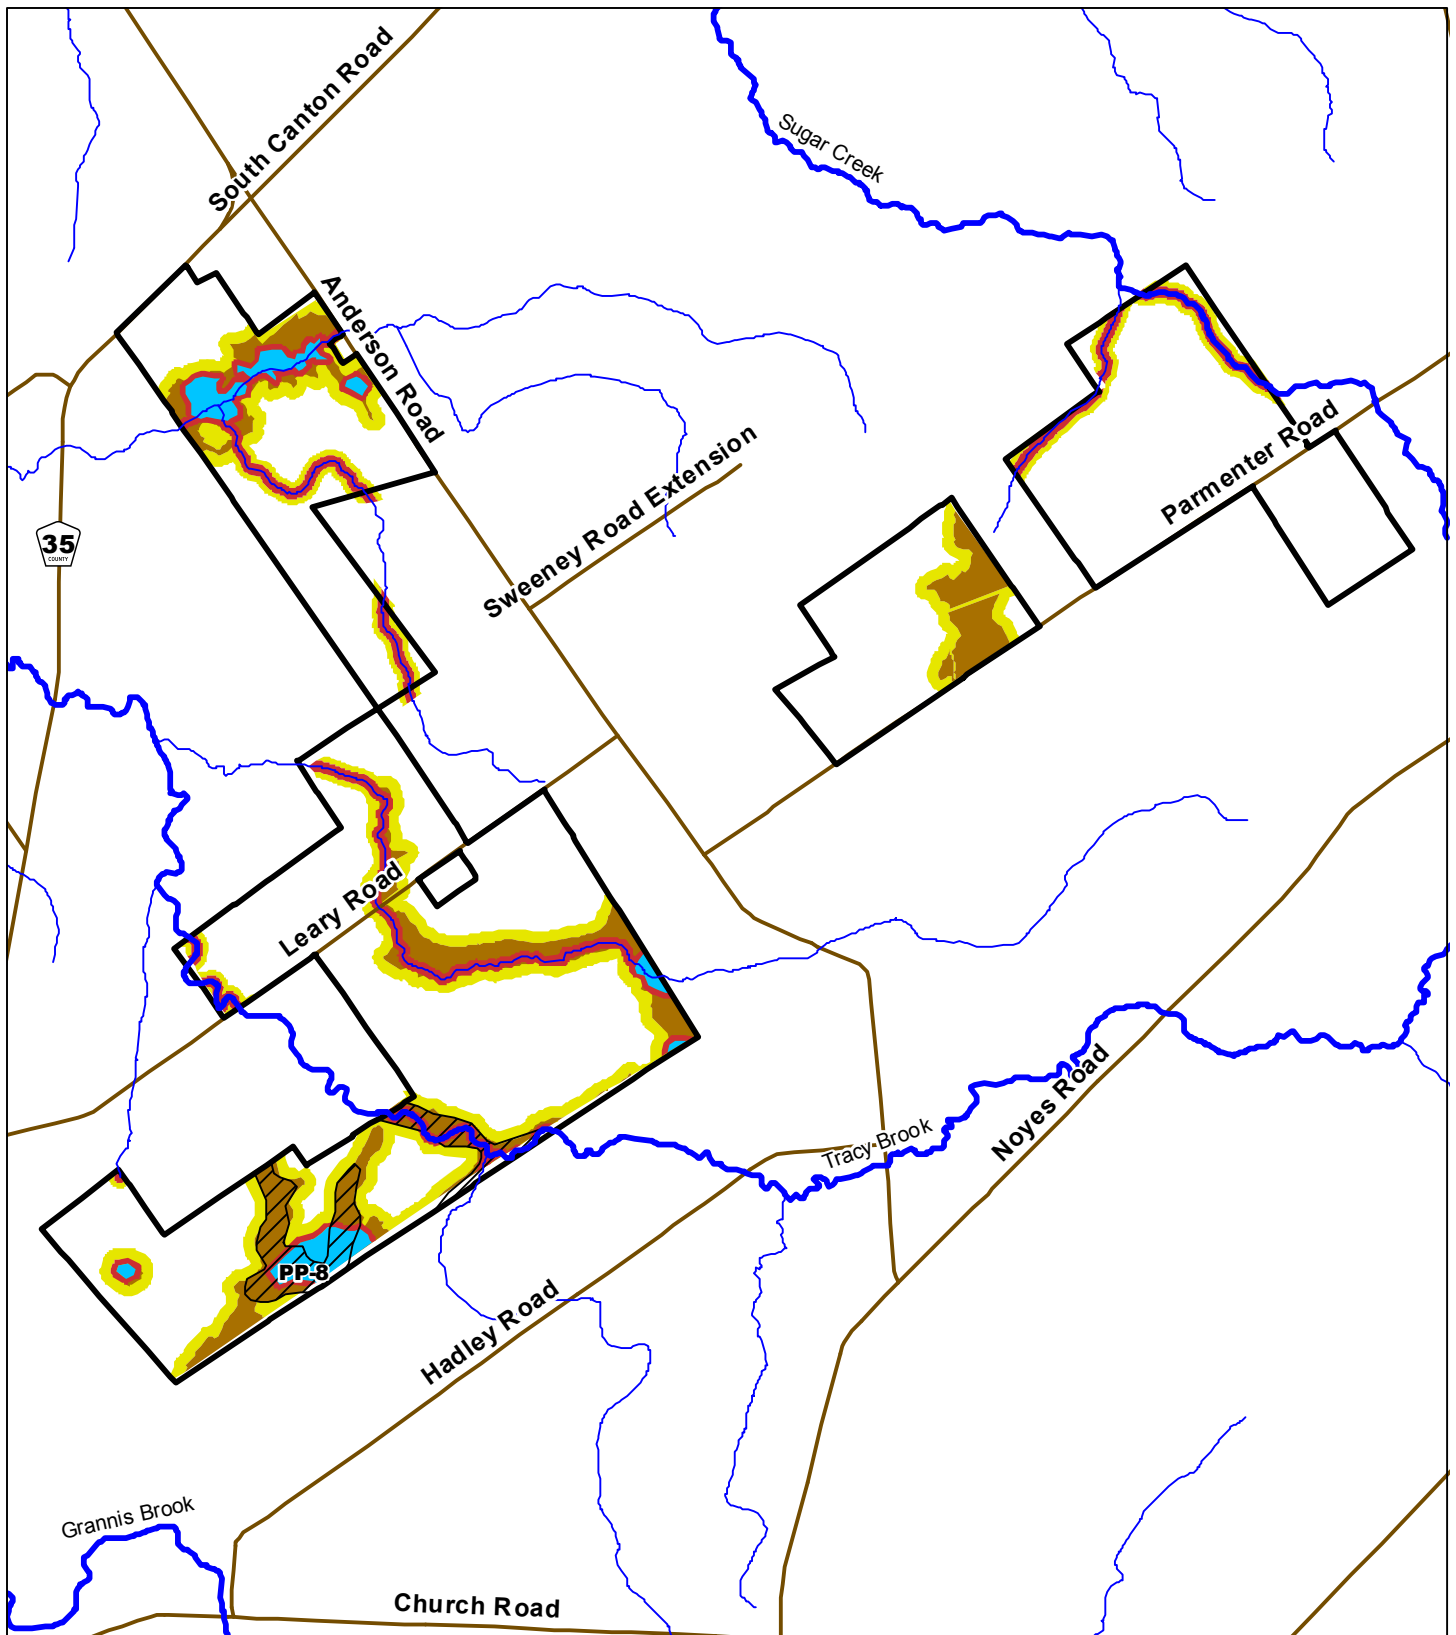 South Canton Road
Sugar Creek
Anderson Road
Parmenter Road
Sweeney Road Extension
35
COUNTY
Leary Road
Noyes Road
Tracy Brook
PP-8
Hadley Road
Grannis Brook
Church Road